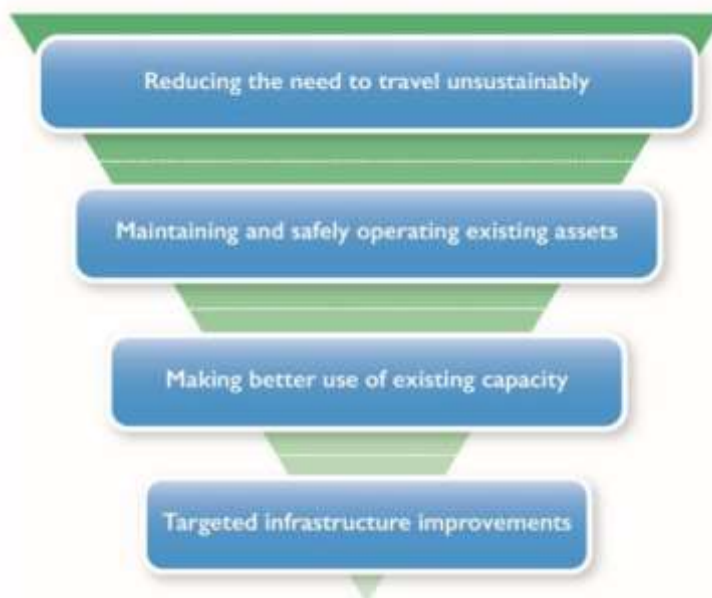 Reducing the need to travel unsustainably
Maintaining and safely operating existing assets
Making better use of existing capacity
Targeted infrastructure improvements